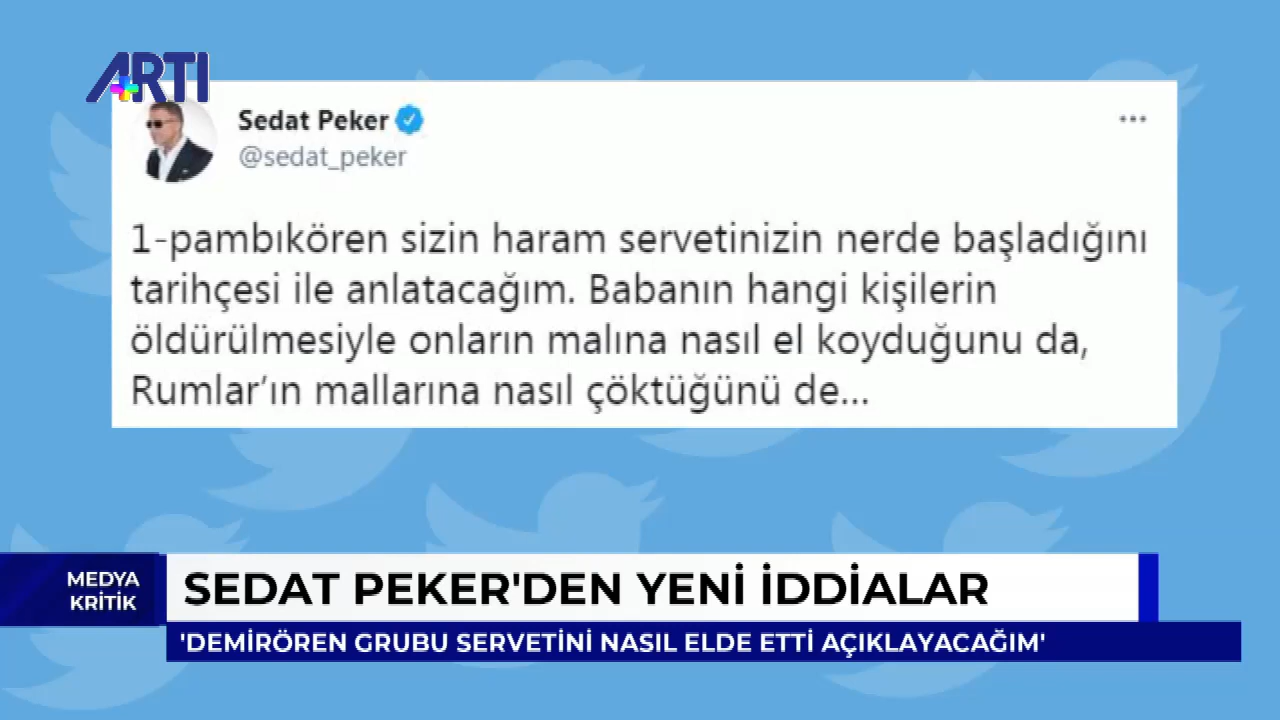 ARTI
Sedat Peker
@sedat_peker
1-pambıkören sizin haram servetinizin nerde başladığını
tarihçesi ile anlatacağım. Babanın hangi kişilerin
öldürülmesiyle onların malına nasıl el koyduğunu da,
Rumlar'ın mallarına nasıl çöktüğünü de...
MEDYA
KRİTİK
SEDAT PEKER'DEN YENİ İDDİALAR
'DEMİRÖREN GRUBU SERVETİNİ NASIL ELDE ETTİ AÇIKLAYACAĞIM'